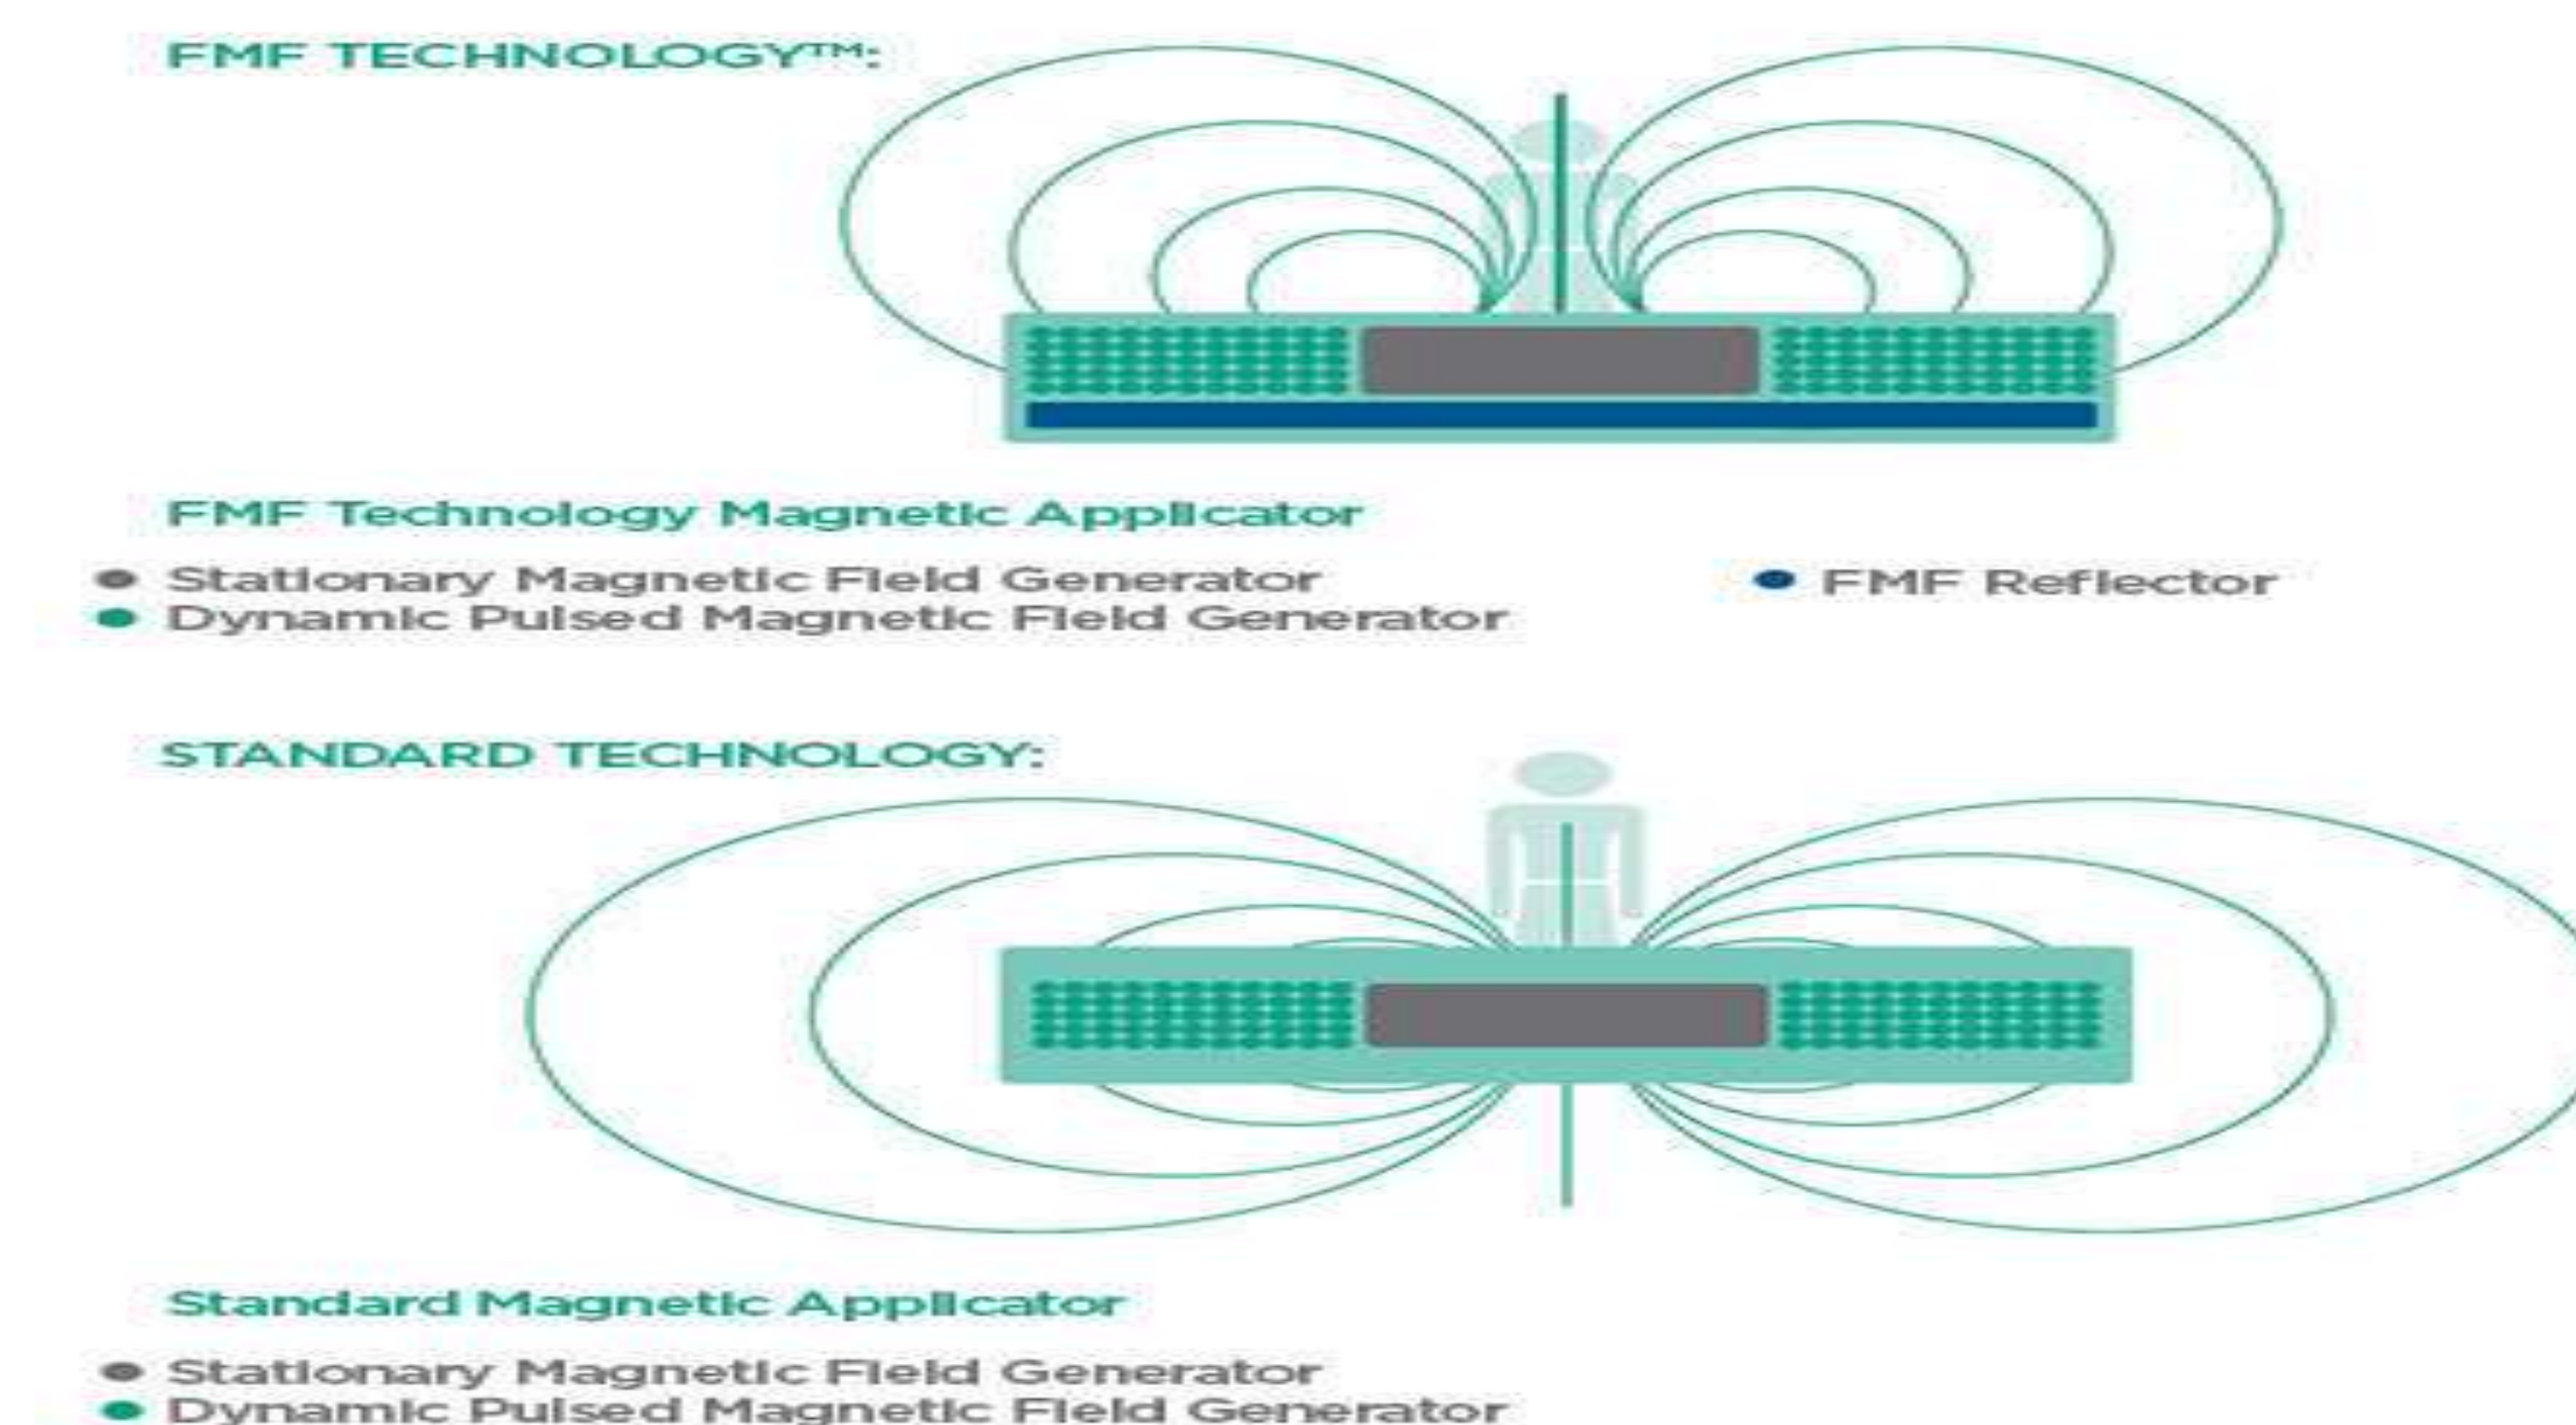 FMF TECHNOLOGY™:
FMF Technology Magnetic Applicator
Stationary Magnetic Field Generator
FMF Reflector
Dynamic Pulsed Magnetic Field Generator
STANDARD TECHNOLOGY:
Standard Magnetic Applicator
Stationary Magnetic Field Generator
Dynamic Pulsed Magnetic Field Generator